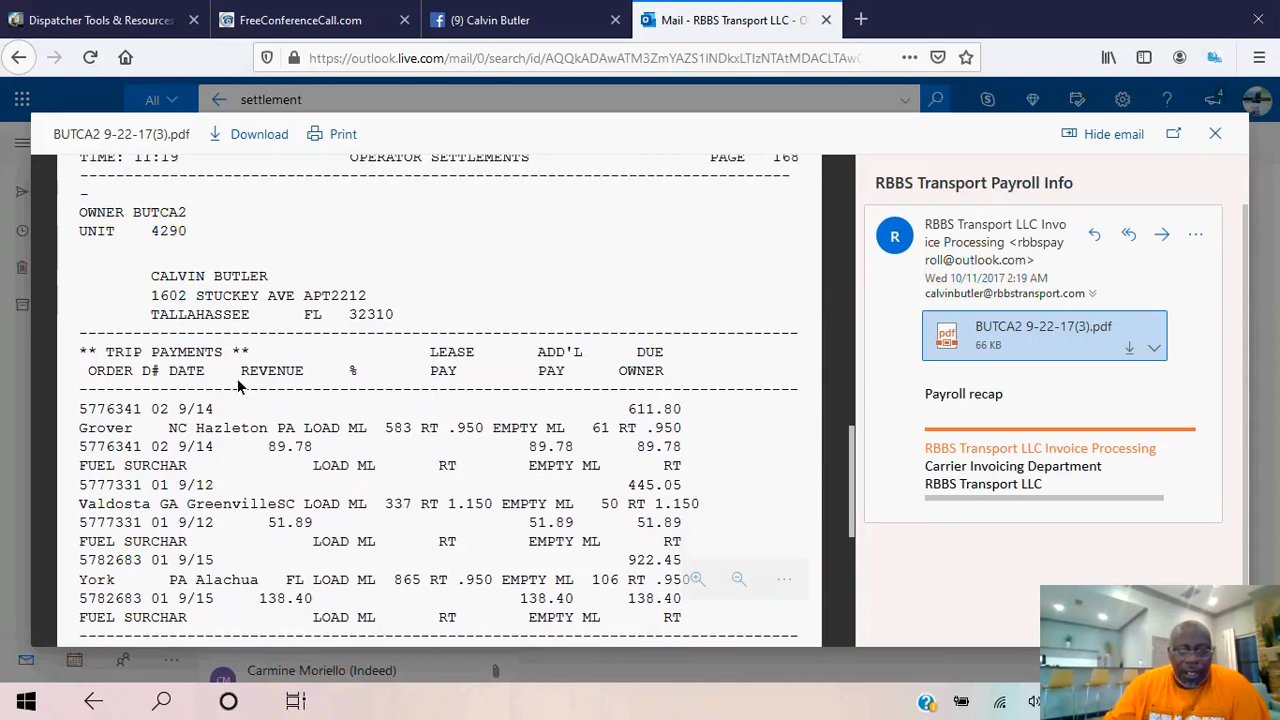 Dispatcher Tools & Resources
FreeConferenceCall.com
(9) Calvin Butler
Mail - RBBS Transport LLC - O
https://outlook.live.com/mail/0/search/id/AQQkADAwATM3ZmYAZS1INDkxLTIzNTAtMDACLTAwC
All
settlement
4
BUTCA2 9-22-17(3).pdf
Download
Print
Hide email
TIME: 11:19 OPERATOR SETTLEMENTS PAGE 168
OWNER BUTCA2
UNIT 4290
CALVIN BUTLER
1602 STUCKEY AVE APT2212
TALLAHASSEE FL 32310
** TRIP PAYMENTS ** LEASE ADD'L DUE
ORDER D# DATE REVENUE % PAY PAY OWNER
5776341 02 9/14 611.80
Grover NC Hazleton PA LOAD ML 583 RT .950 EMPTY ML 61 RT .950
5776341 02 9/14 89.78 89.78 89.78
FUEL SURCHAR LOAD ML RT EMPTY ML RT
5777331 01 9/12 445.05
Valdosta GA GreenvilleSC LOAD ML 337 RT 1.150 EMPTY ML 50 RT 1.150
5777331 01 9/12 51.89 51.89 51.89
FUEL SURCHAR LOAD ML RT EMPTY ML RT
5782683 01 9/15 922.45
York PA Alachua FL LOAD ML 865 RT .950 EMPTY ML 106 RT .950
5782683 01 9/15 138.40 138.40 138.40
FUEL SURCHAR LOAD ML RT EMPTY ML RT
RBBS Transport Payroll Info
R
RBBS Transport LLC Invo
ice Processing <rbbspay
roll@outlook.com>
Wed 10/11/2017 2:19 AM
calvinbutler@rbbstransport.com
pdf
BUTCA2 9-22-17(3).pdf
66 KB
Payroll recap
RBBS Transport LLC Invoice Processing
Carrier Invoicing Department
RBBS Transport LLC
CM
Carmine Moriello (Indeed)